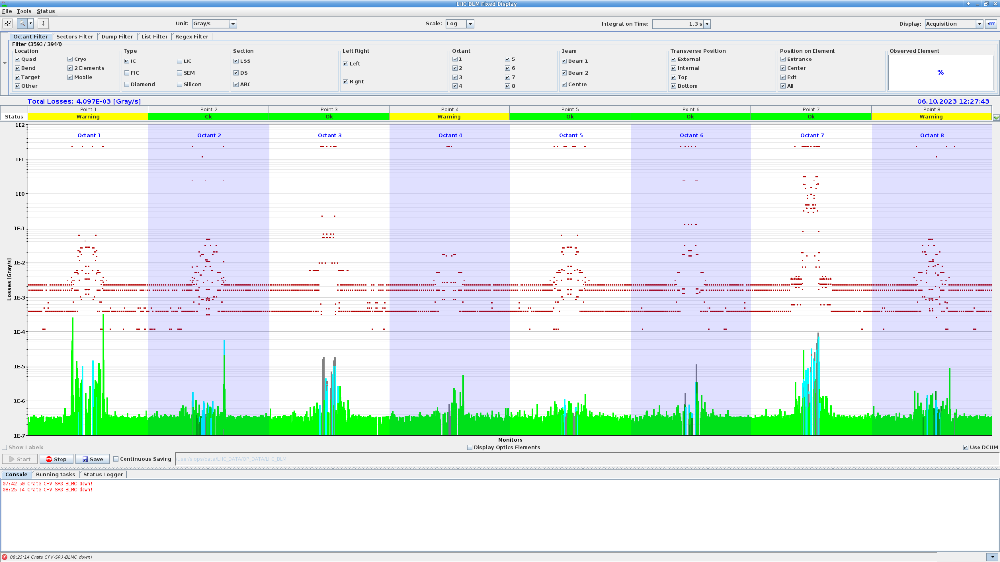 LHC BLM Fixed Display
File Tools Status
Unit: Gray/s Scale: Log Integration Time: 1.3 s Display: Acquisition REF
Octant Filter Sectors Filter Dump Filter List Filter Regex Filter
Filter (3593 / 3944)
Location Type Section Left Right Octant Beam Transverse Position Position on Element Observed Element
Quad Cryo IC LIC LSS Left 1 5 Beam 1 External Entrance
Bend 2 Elements FIC SEM DS 2 6 Beam 2 Internal Center %
Target Mobile Diamond Silicon ARC Right 3 7 Centre Top Exit
Other 4 8 Bottom All
Total Losses: 4.097E-03 [Gray/s] 06.10.2023 12:27:43
Point 1 Point 2 Point 3 Point 4 Point 5 Point 6 Point 7 Point 8
Status Warning Ok Ok Warning Ok Ok Ok Warning
1E2
Octant 1 Octant 2 Octant 3 Octant 4 Octant 5 Octant 6 Octant 7 Octant 8
1E1
1E0
1E-1
1E-2
Losses [Gray/s]
1E-3
1E-4
1E-5
1E-6
1E-7
Monitors
Show Labels Display Optics Elements Use DCUM
Start STOP Stop Save Continuous Saving /user/slops/data/LHC_DATA/OP_DATA/LHC_BLM
Console Running tasks Status Logger
07:42:50 Crate CFV-SR3-BLMC down!
08:25:14 Crate CFV-SR3-BLMC down!
08:25:14 Crate CFV-SR3-BLMC down!